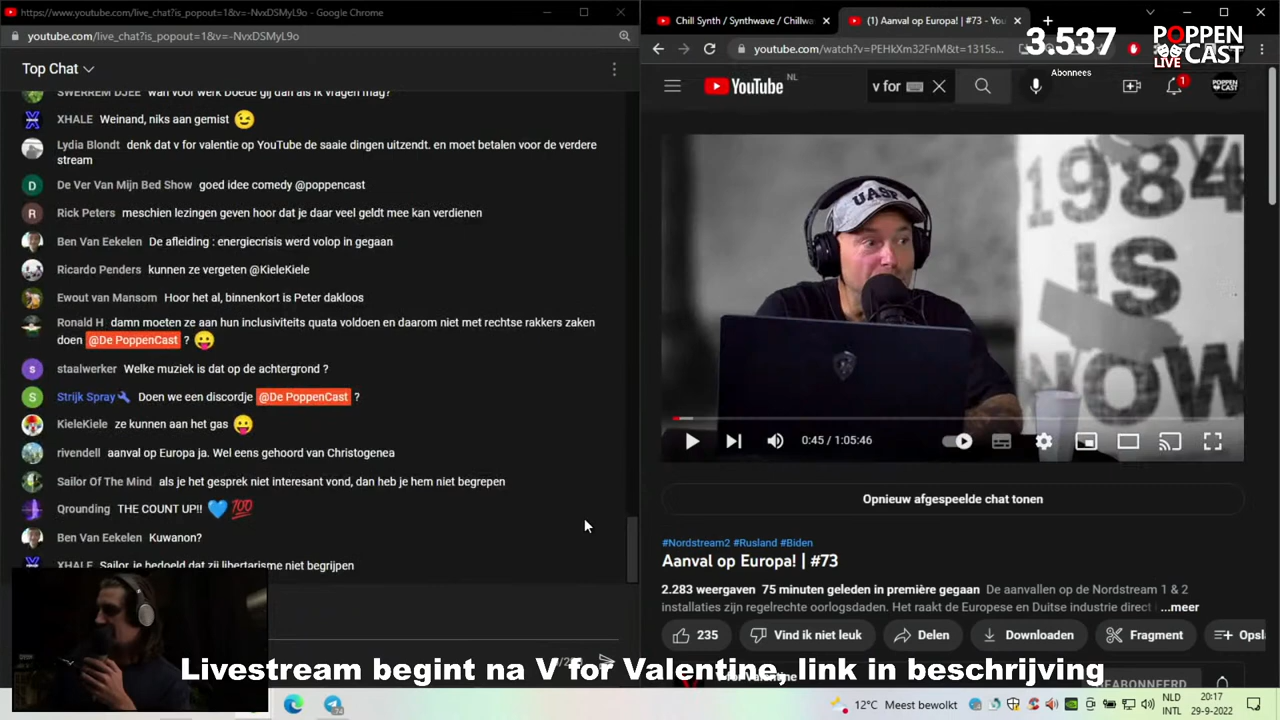 https://www.youtube.com/live_chat?is_popout=1&v=-NvxDSMyL9o - Google Chrome
youtube.com/live_chat?is_popout=1&v=-NvxDSMyL9o
Top Chat
SWERREM DJEE wan voor werk Doede gij dan als ik vragen mag?
XHALE Weinand, niks aan gemist
Lydia Blondt denk dat v for valentie op YouTube de saaie dingen uitzendt. en moet betalen voor de verdere
stream
De Ver Van Mijn Bed Show goed idee comedy @poppencast
Rick Peters meschien lezingen geven hoor dat je daar veel geldt mee kan verdienen
Ben Van Eekelen De afleiding : energiecrisis werd volop in gegaan
Ricardo Penders kunnen ze vergeten @KieleKiele
Ewout van Mansom Hoor het al, binnenkort is Peter dakloos
Ronald H damn moeten ze aan hun inclusiviteits quata voldoen en daarom niet met rechtse rakkers zaken
doen @De PoppenCast ?
staalwerker Welke muziek is dat op de achtergrond ?
Strijk Spray Doen we een discordje @De PoppenCast ?
KieleKiele ze kunnen aan het gas
rivendell aanval op Europa ja. Wel eens gehoord van Christogenea
Sailor Of The Mind als je het gesprek niet interesant vond, dan heb je hem niet begrepen
Qrounding THE COUNT UP!! 💙 💯
Ben Van Eekelen Kuwanon?
XHALE Sailor, je bedoeld dat zij libertarisme niet begrijpen
Chill Synth / Synthwave / Chillwa
(1) Aanval op Europa! | #73 - You
youtube.com/watch?v=PEHkXm32FnM&t=1315s...
3.537
Abonnees
POPPEN
LIVE CAST
YouTube NL
v for
1
POPPEN
CAST
UASF
1984
IS
NOW
0:45 / 1:05:46
Opnieuw afgespeelde chat tonen
#Nordstream2 #Rusland #Biden
Aanval op Europa! | #73
2.283 weergaven 75 minuten geleden in première gegaan De aanvallen op de Nordstream 1 & 2
installaties zijn regelrechte oorlogsdaden. Het raakt de Europese en Duitse industrie direct ...meer
235 Vind ik niet leuk Delen Downloaden Fragment Opsla
Livestream begint na V for Valentine, link in beschrijving
12°C Meest bewolkt
NLD
INTL
20:17
29-9-2022